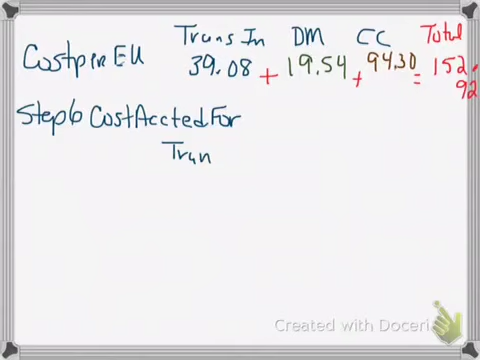 Trans In DM CC Total
Cost per EU 39.08 + 19.54 + 94.30 = 152.92
Step 6 Cost Accted For
Tran
Created with Doceri